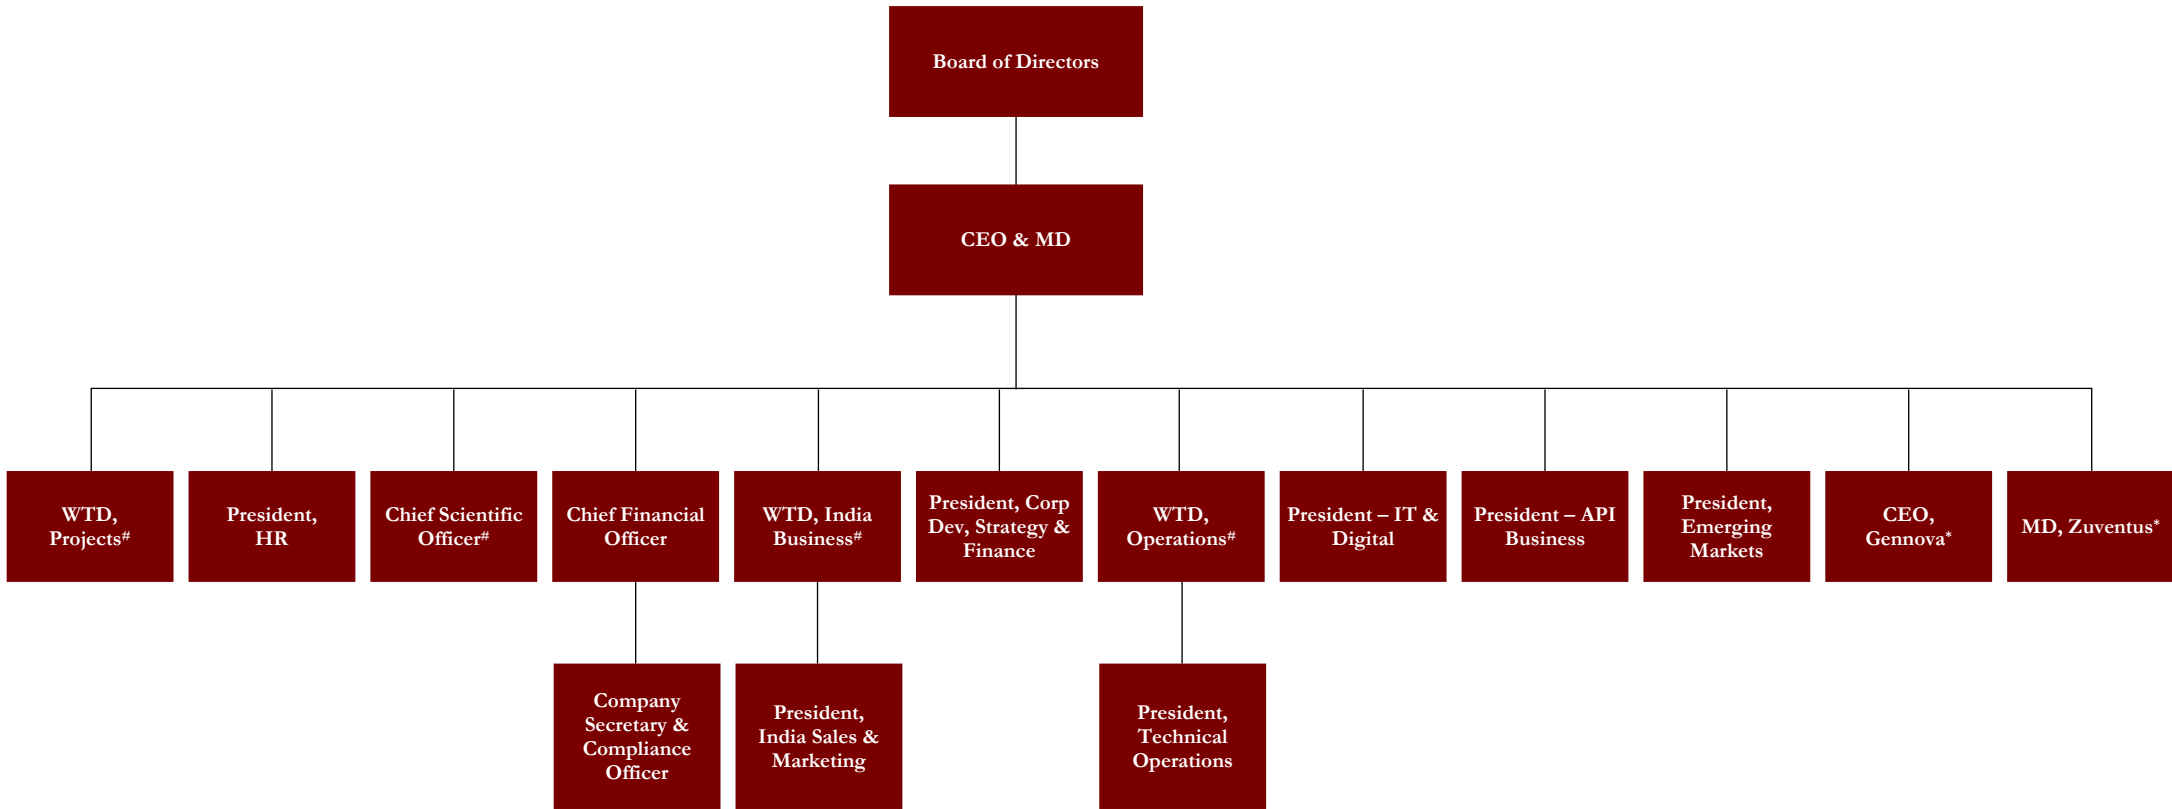 Board of Directors
CEO & MD
WTD,
Projects#
President,
HR
Chief Scientific
Officer#
Chief Financial
Officer
WTD, India
Business#
President, Corp
Dev, Strategy &
Finance
WTD,
Operations#
President – IT &
Digital
President – API
Business
President,
Emerging
Markets
CEO,
Gennova*
MD, Zuventus*
Company
Secretary &
Compliance
Officer
President,
India Sales &
Marketing
President,
Technical
Operations